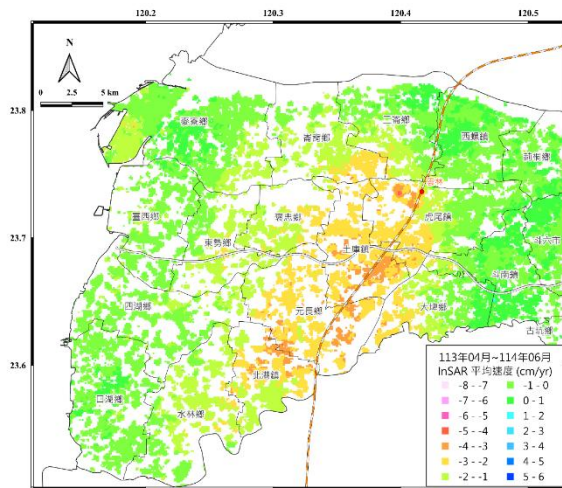 120.2
120.3
120.4
120.5
N
0 2.5 5 km
23.8
23.7
23.6
麥寮鄉
崙背鄉
二崙鄉
西螺鎮
莿桐鄉
臺西鄉
東勢鄉
褒忠鄉
土庫鎮
虎尾鎮
斗六市
斗南鎮
四湖鄉
元長鄉
大埤鄉
古坑鄉
北港鎮
口湖鄉
水林鄉
113年04月~114年06月
InSAR 平均速度 (cm/yr)
-8 - -7
-7 - -6
-6 - -5
-5 - -4
-4 - -3
-3 - -2
-2 - -1
-1 - 0
0 - 1
1 - 2
2 - 3
3 - 4
4 - 5
5 - 6